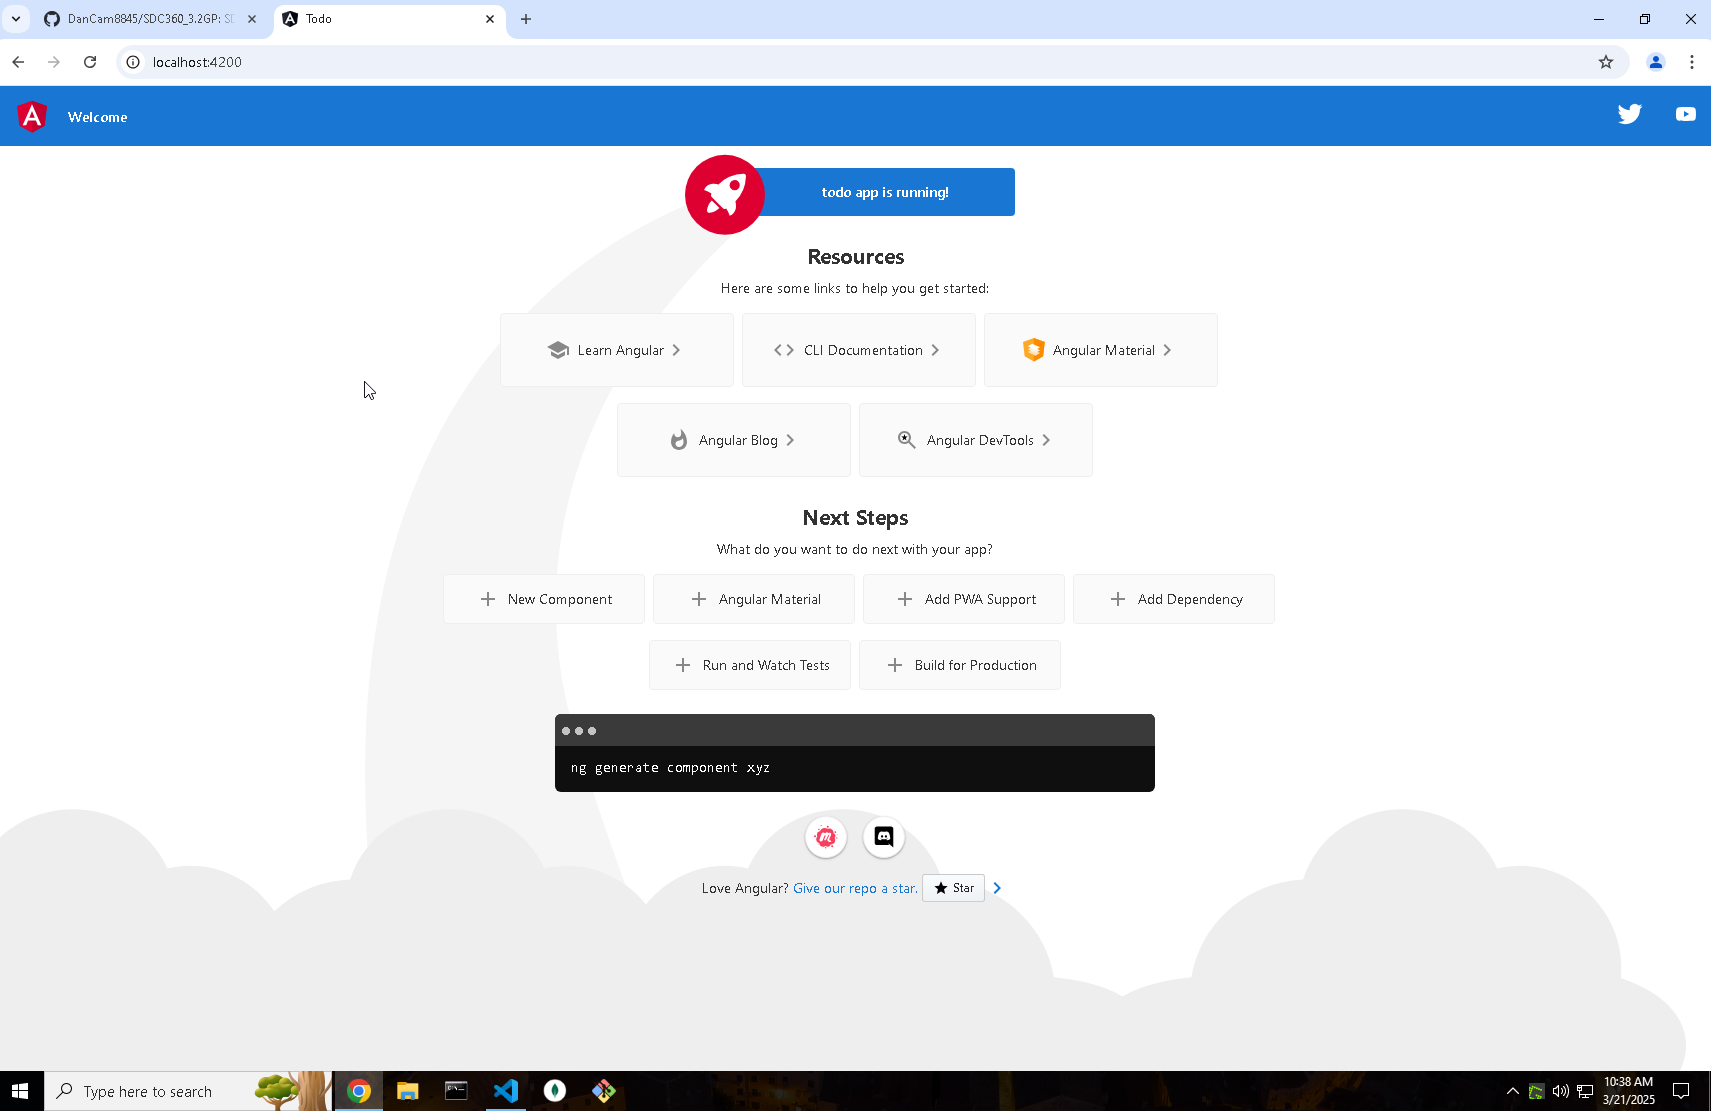 DanCam8845/SDC360_3.2GP: SD
Todo
localhost:4200
Welcome
todo app is running!
Resources
Here are some links to help you get started:
Learn Angular
CLI Documentation
Angular Material
Angular Blog
Angular DevTools
Next Steps
What do you want to do next with your app?
New Component
Angular Material
Add PWA Support
Add Dependency
Run and Watch Tests
Build for Production
ng generate component xyz
Love Angular? Give our repo a star. Star
Type here to search
10:38 AM
3/21/2025